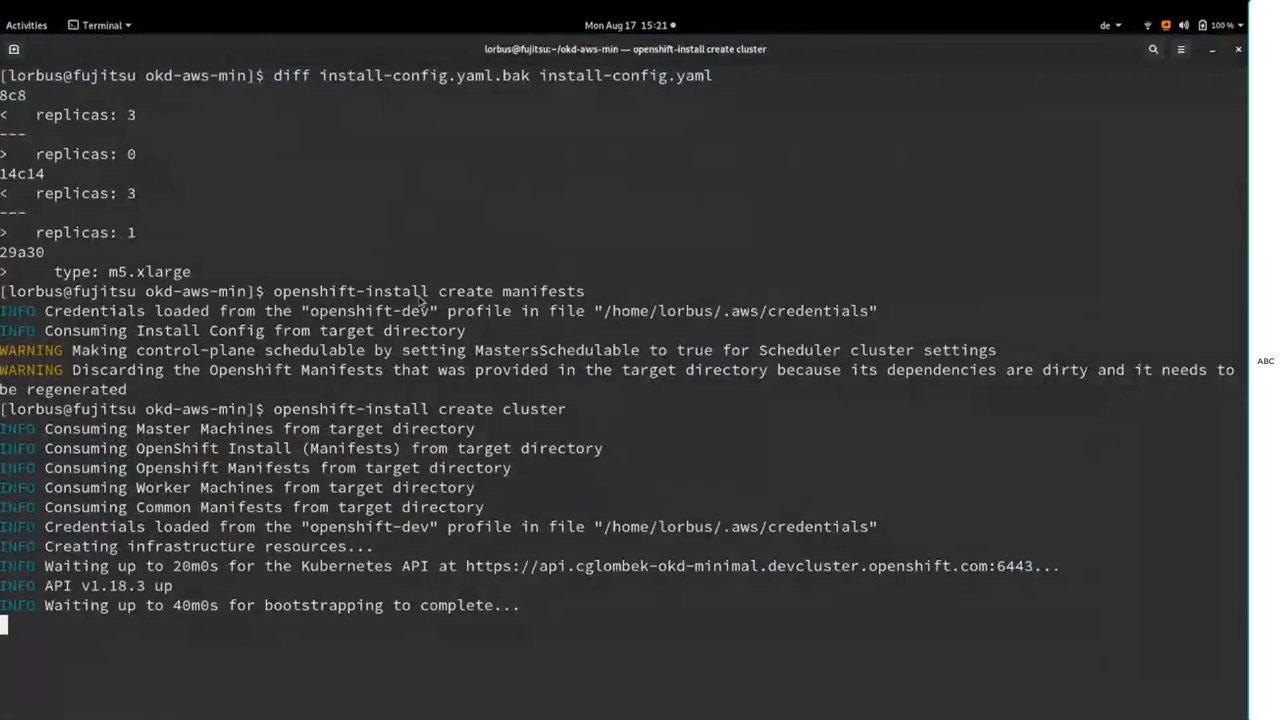 Activities
Terminal
Mon Aug 17 15:21
de
100 %
lorbus@fujitsu:~/okd-aws-min — openshift-install create cluster
[lorbus@fujitsu okd-aws-min]$ diff install-config.yaml.bak install-config.yaml
8c8
<   replicas: 3
---
>   replicas: 0
14c14
<   replicas: 3
---
>   replicas: 1
29a30
>     type: m5.xlarge
[lorbus@fujitsu okd-aws-min]$ openshift-install create manifests
INFO Credentials loaded from the "openshift-dev" profile in file "/home/lorbus/.aws/credentials"
INFO Consuming Install Config from target directory
WARNING Making control-plane schedulable by setting MastersSchedulable to true for Scheduler cluster settings
WARNING Discarding the Openshift Manifests that was provided in the target directory because its dependencies are dirty and it needs to
be regenerated
[lorbus@fujitsu okd-aws-min]$ openshift-install create cluster
INFO Consuming Master Machines from target directory
INFO Consuming OpenShift Install (Manifests) from target directory
INFO Consuming Openshift Manifests from target directory
INFO Consuming Worker Machines from target directory
INFO Consuming Common Manifests from target directory
INFO Credentials loaded from the "openshift-dev" profile in file "/home/lorbus/.aws/credentials"
INFO Creating infrastructure resources...
INFO Waiting up to 20m0s for the Kubernetes API at https://api.cglombek-okd-minimal.devcluster.openshift.com:6443...
INFO API v1.18.3 up
INFO Waiting up to 40m0s for bootstrapping to complete...
ABC